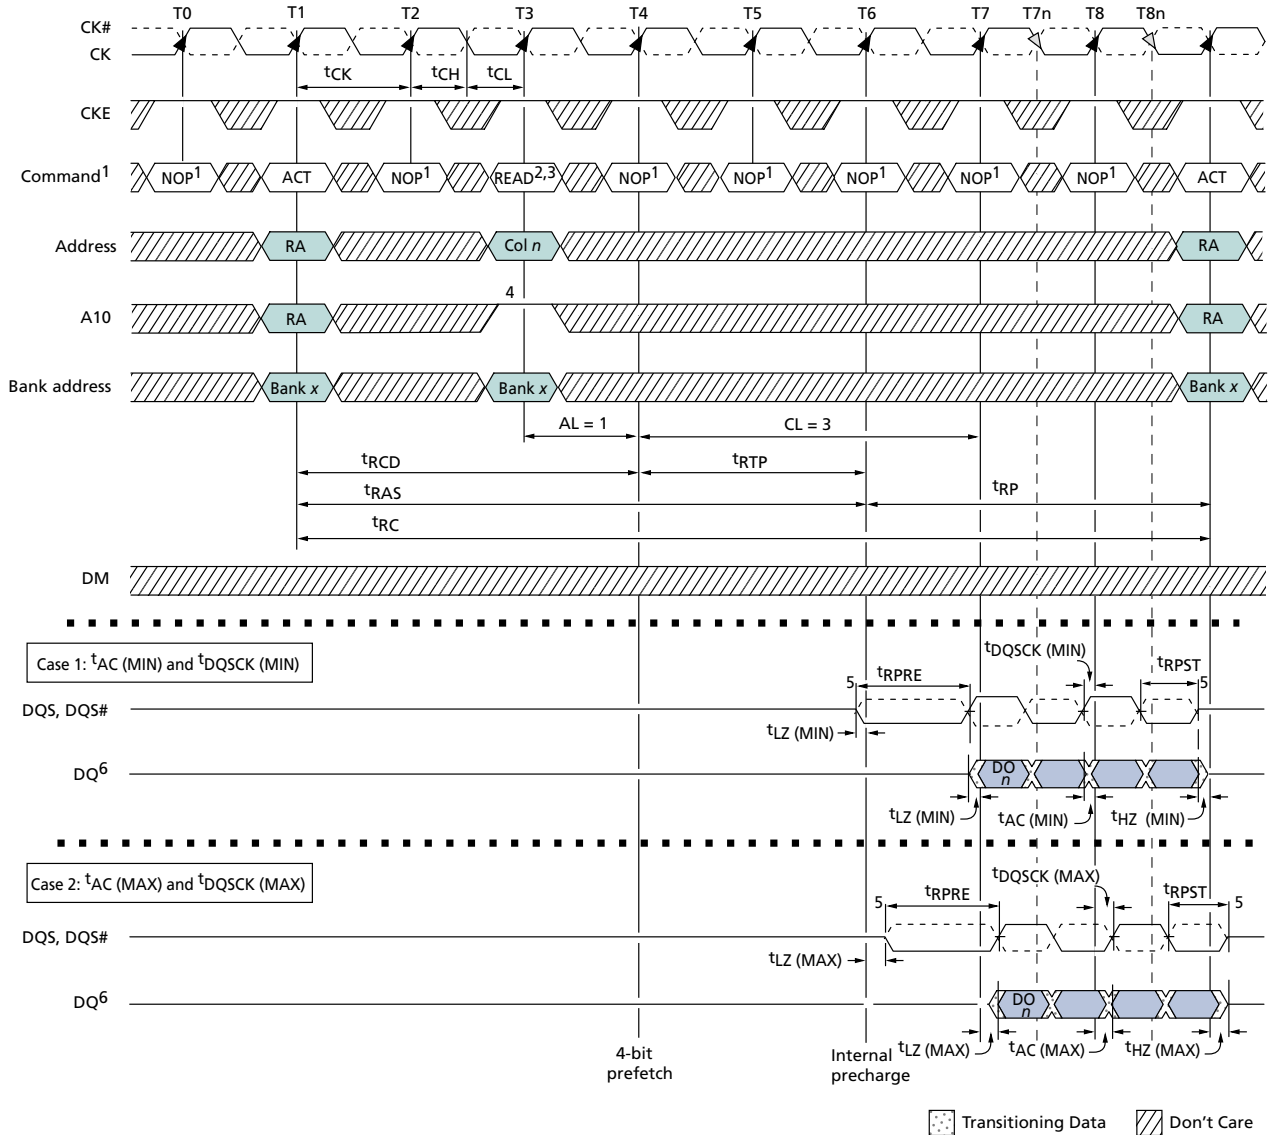 T0 T1 T2 T3 T4 T5 T6 T7 T7n T8 T8n
CK#
CK
tCK tCH tCL
CKE
Command1 NOP1 ACT NOP1 READ2,3 NOP1 NOP1 NOP1 NOP1 NOP1 ACT
Address RA Col n RA
4
A10 RA RA
Bank address Bank x Bank x Bank x
AL = 1 CL = 3
tRCD tRTP
tRAS tRP
tRC
DM
Case 1: tAC (MIN) and tDQSCK (MIN)
tDQSCK (MIN)
5 tRPRE tRPST 5
DQS, DQS#
tLZ (MIN)
DQ6 DO
n
tLZ (MIN) tAC (MIN) tHZ (MIN)
Case 2: tAC (MAX) and tDQSCK (MAX)
tDQSCK (MAX)
5 tRPRE tRPST 5
DQS, DQS#
tLZ (MAX)
DQ6 DO
n
tLZ (MAX) tAC (MAX) tHZ (MAX)
4-bit
prefetch
Internal
precharge
Transitioning Data Don't Care